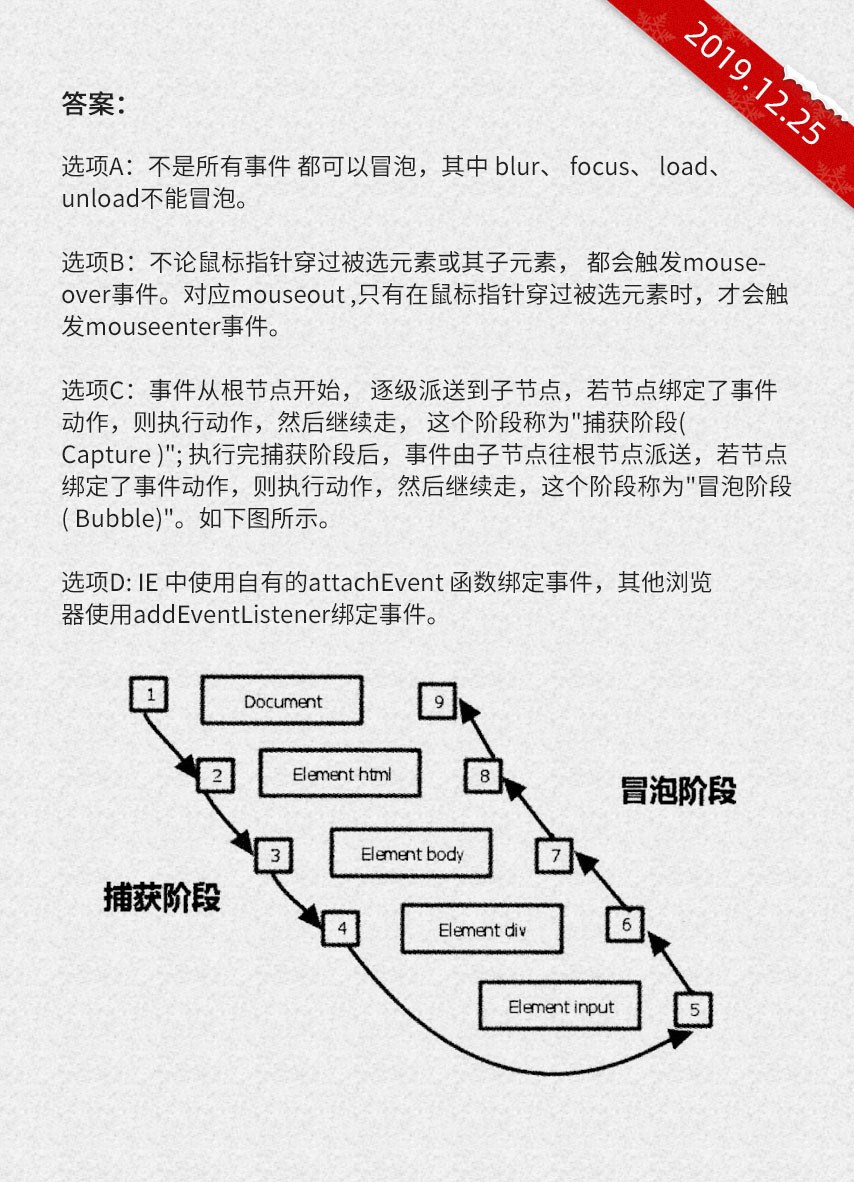 2019.12.25
答案：
选项A：不是所有事件 都可以冒泡，其中 blur、 focus、 load、
unload不能冒泡。
选项B：不论鼠标指针穿过被选元素或其子元素， 都会触发mouse-
over事件。对应mouseout ,只有在鼠标指针穿过被选元素时，才会触
发mouseenter事件。
选项C：事件从根节点开始， 逐级派送到子节点，若节点绑定了事件
动作，则执行动作，然后继续走， 这个阶段称为"捕获阶段(
Capture )"; 执行完捕获阶段后，事件由子节点往根节点派送，若节点
绑定了事件动作，则执行动作，然后继续走，这个阶段称为"冒泡阶段
( Bubble)"。如下图所示。
选项D: IE 中使用自有的attachEvent 函数绑定事件，其他浏览
器使用addEventListener绑定事件。
1 Document 9
2 Element html 8
冒泡阶段
3 Element body 7
捕获阶段
4 Element div 6
Element input 5